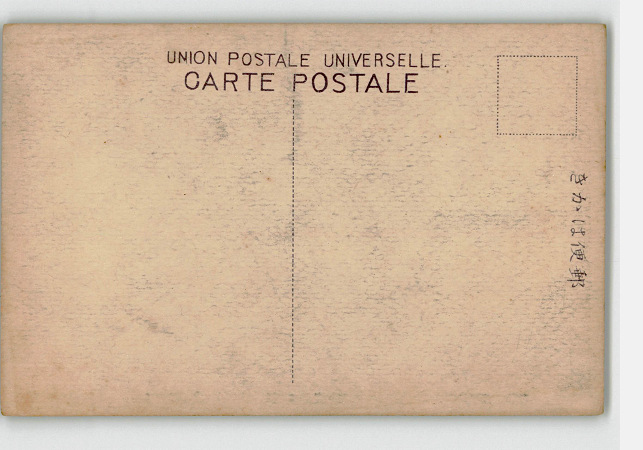 UNION POSTALE UNIVERSELLE.
CARTE POSTALE
郵便はかき